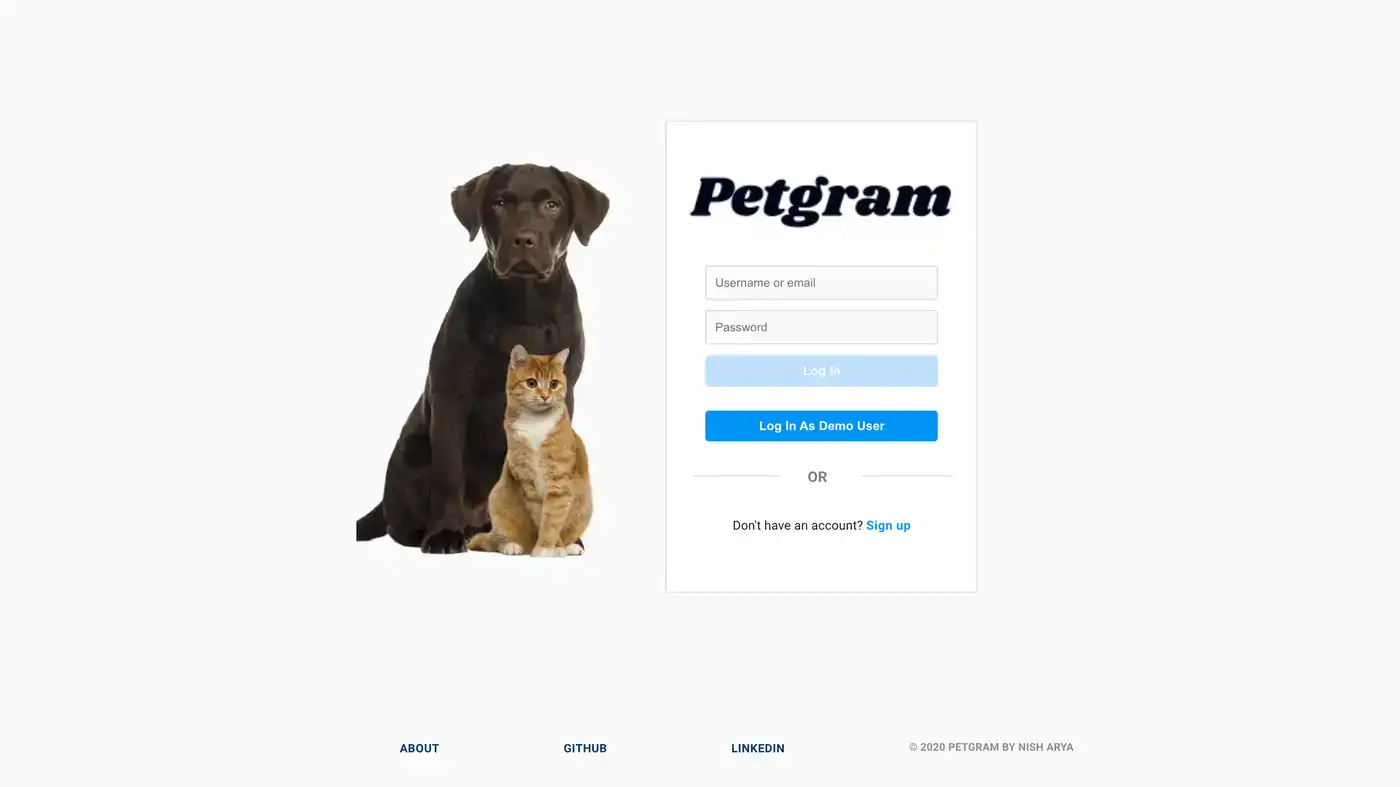 Petgram
Username or email
Password
Log In
Log In As Demo User
OR
Don't have an account? Sign up
ABOUT GITHUB LINKEDIN © 2020 PETGRAM BY NISH ARYA